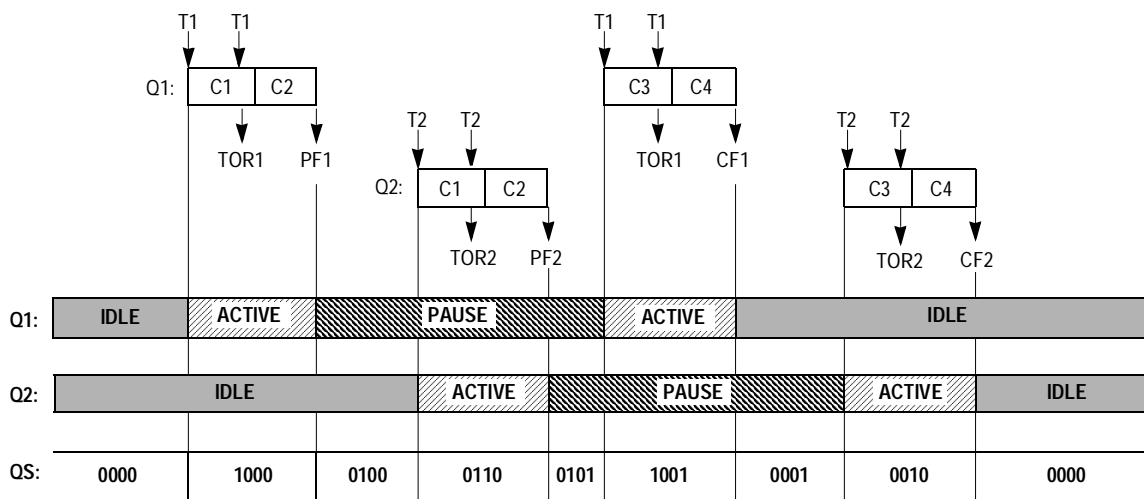 T1 T1 T1 T1
Q1: C1 C2 C3 C4
T2 T2 T2 T2
TOR1 PF1 TOR1 CF1
Q2: C1 C2 C3 C4
TOR2 PF2 TOR2 CF2
Q1: IDLE ACTIVE PAUSE ACTIVE IDLE
Q2: IDLE ACTIVE PAUSE ACTIVE IDLE
QS: 0000 1000 0100 0110 0101 1001 0001 0010 0000